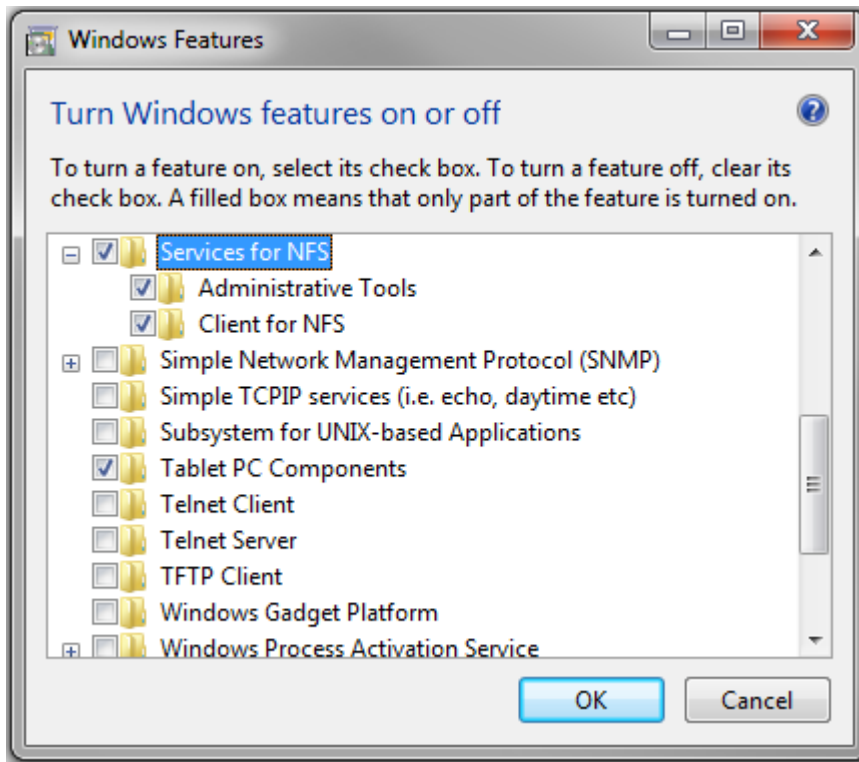 Windows Features
Turn Windows features on or off
To turn a feature on, select its check box. To turn a feature off, clear its
check box. A filled box means that only part of the feature is turned on.
Services for NFS
Administrative Tools
Client for NFS
Simple Network Management Protocol (SNMP)
Simple TCPIP services (i.e. echo, daytime etc)
Subsystem for UNIX-based Applications
Tablet PC Components
Telnet Client
Telnet Server
TFTP Client
Windows Gadget Platform
Windows Process Activation Service
OK Cancel